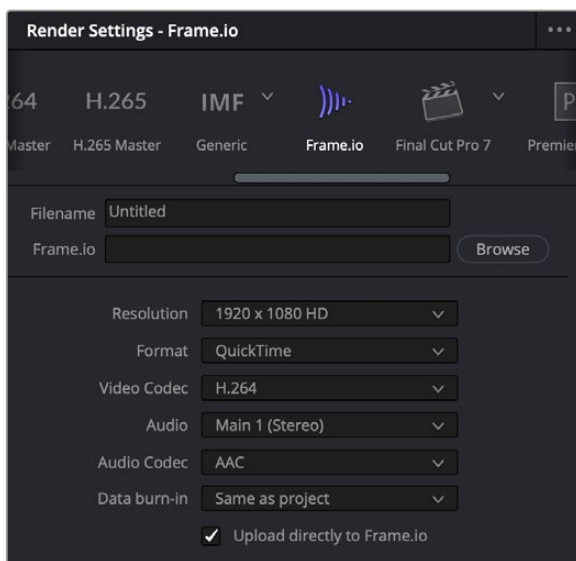 Render Settings - Frame.io
64 H.265 IMF
Master H.265 Master Generic Frame.io Final Cut Pro 7 Premier
Filename Untitled
Frame.io Browse
Resolution 1920 x 1080 HD
Format QuickTime
Video Codec H.264
Audio Main 1 (Stereo)
Audio Codec AAC
Data burn-in Same as project
Upload directly to Frame.io